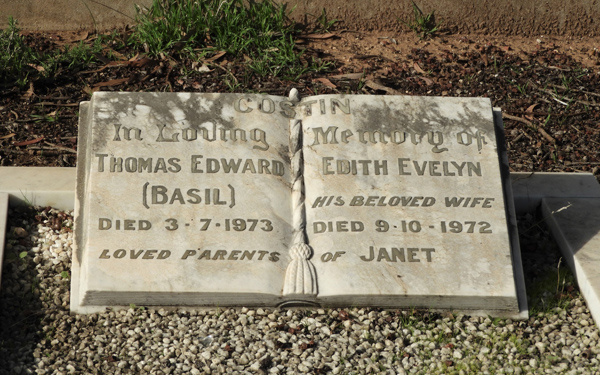 COSTIN
In Loving Memory of
THOMAS EDWARD
(BASIL)
DIED 3-7-1973
EDITH EVELYN
HIS BELOVED WIFE
DIED 9-10-1972
LOVED PARENTS OF JANET